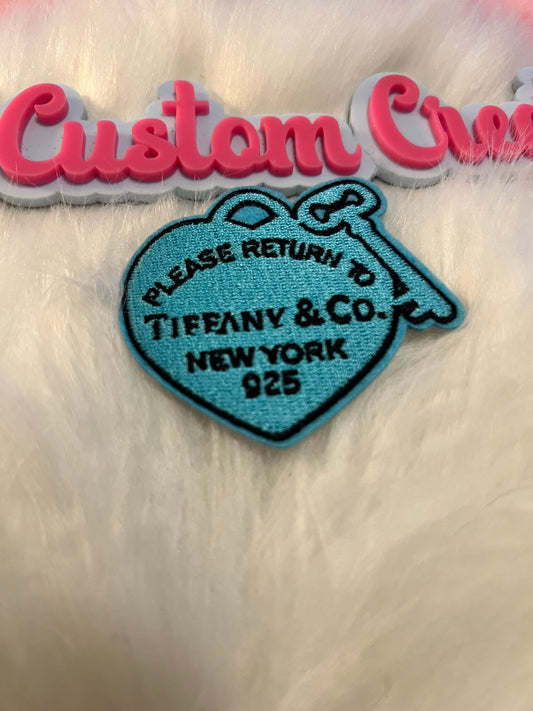 Custom Cre
PLEASE RETURN TO
TIFFANY & CO.
NEW YORK
925